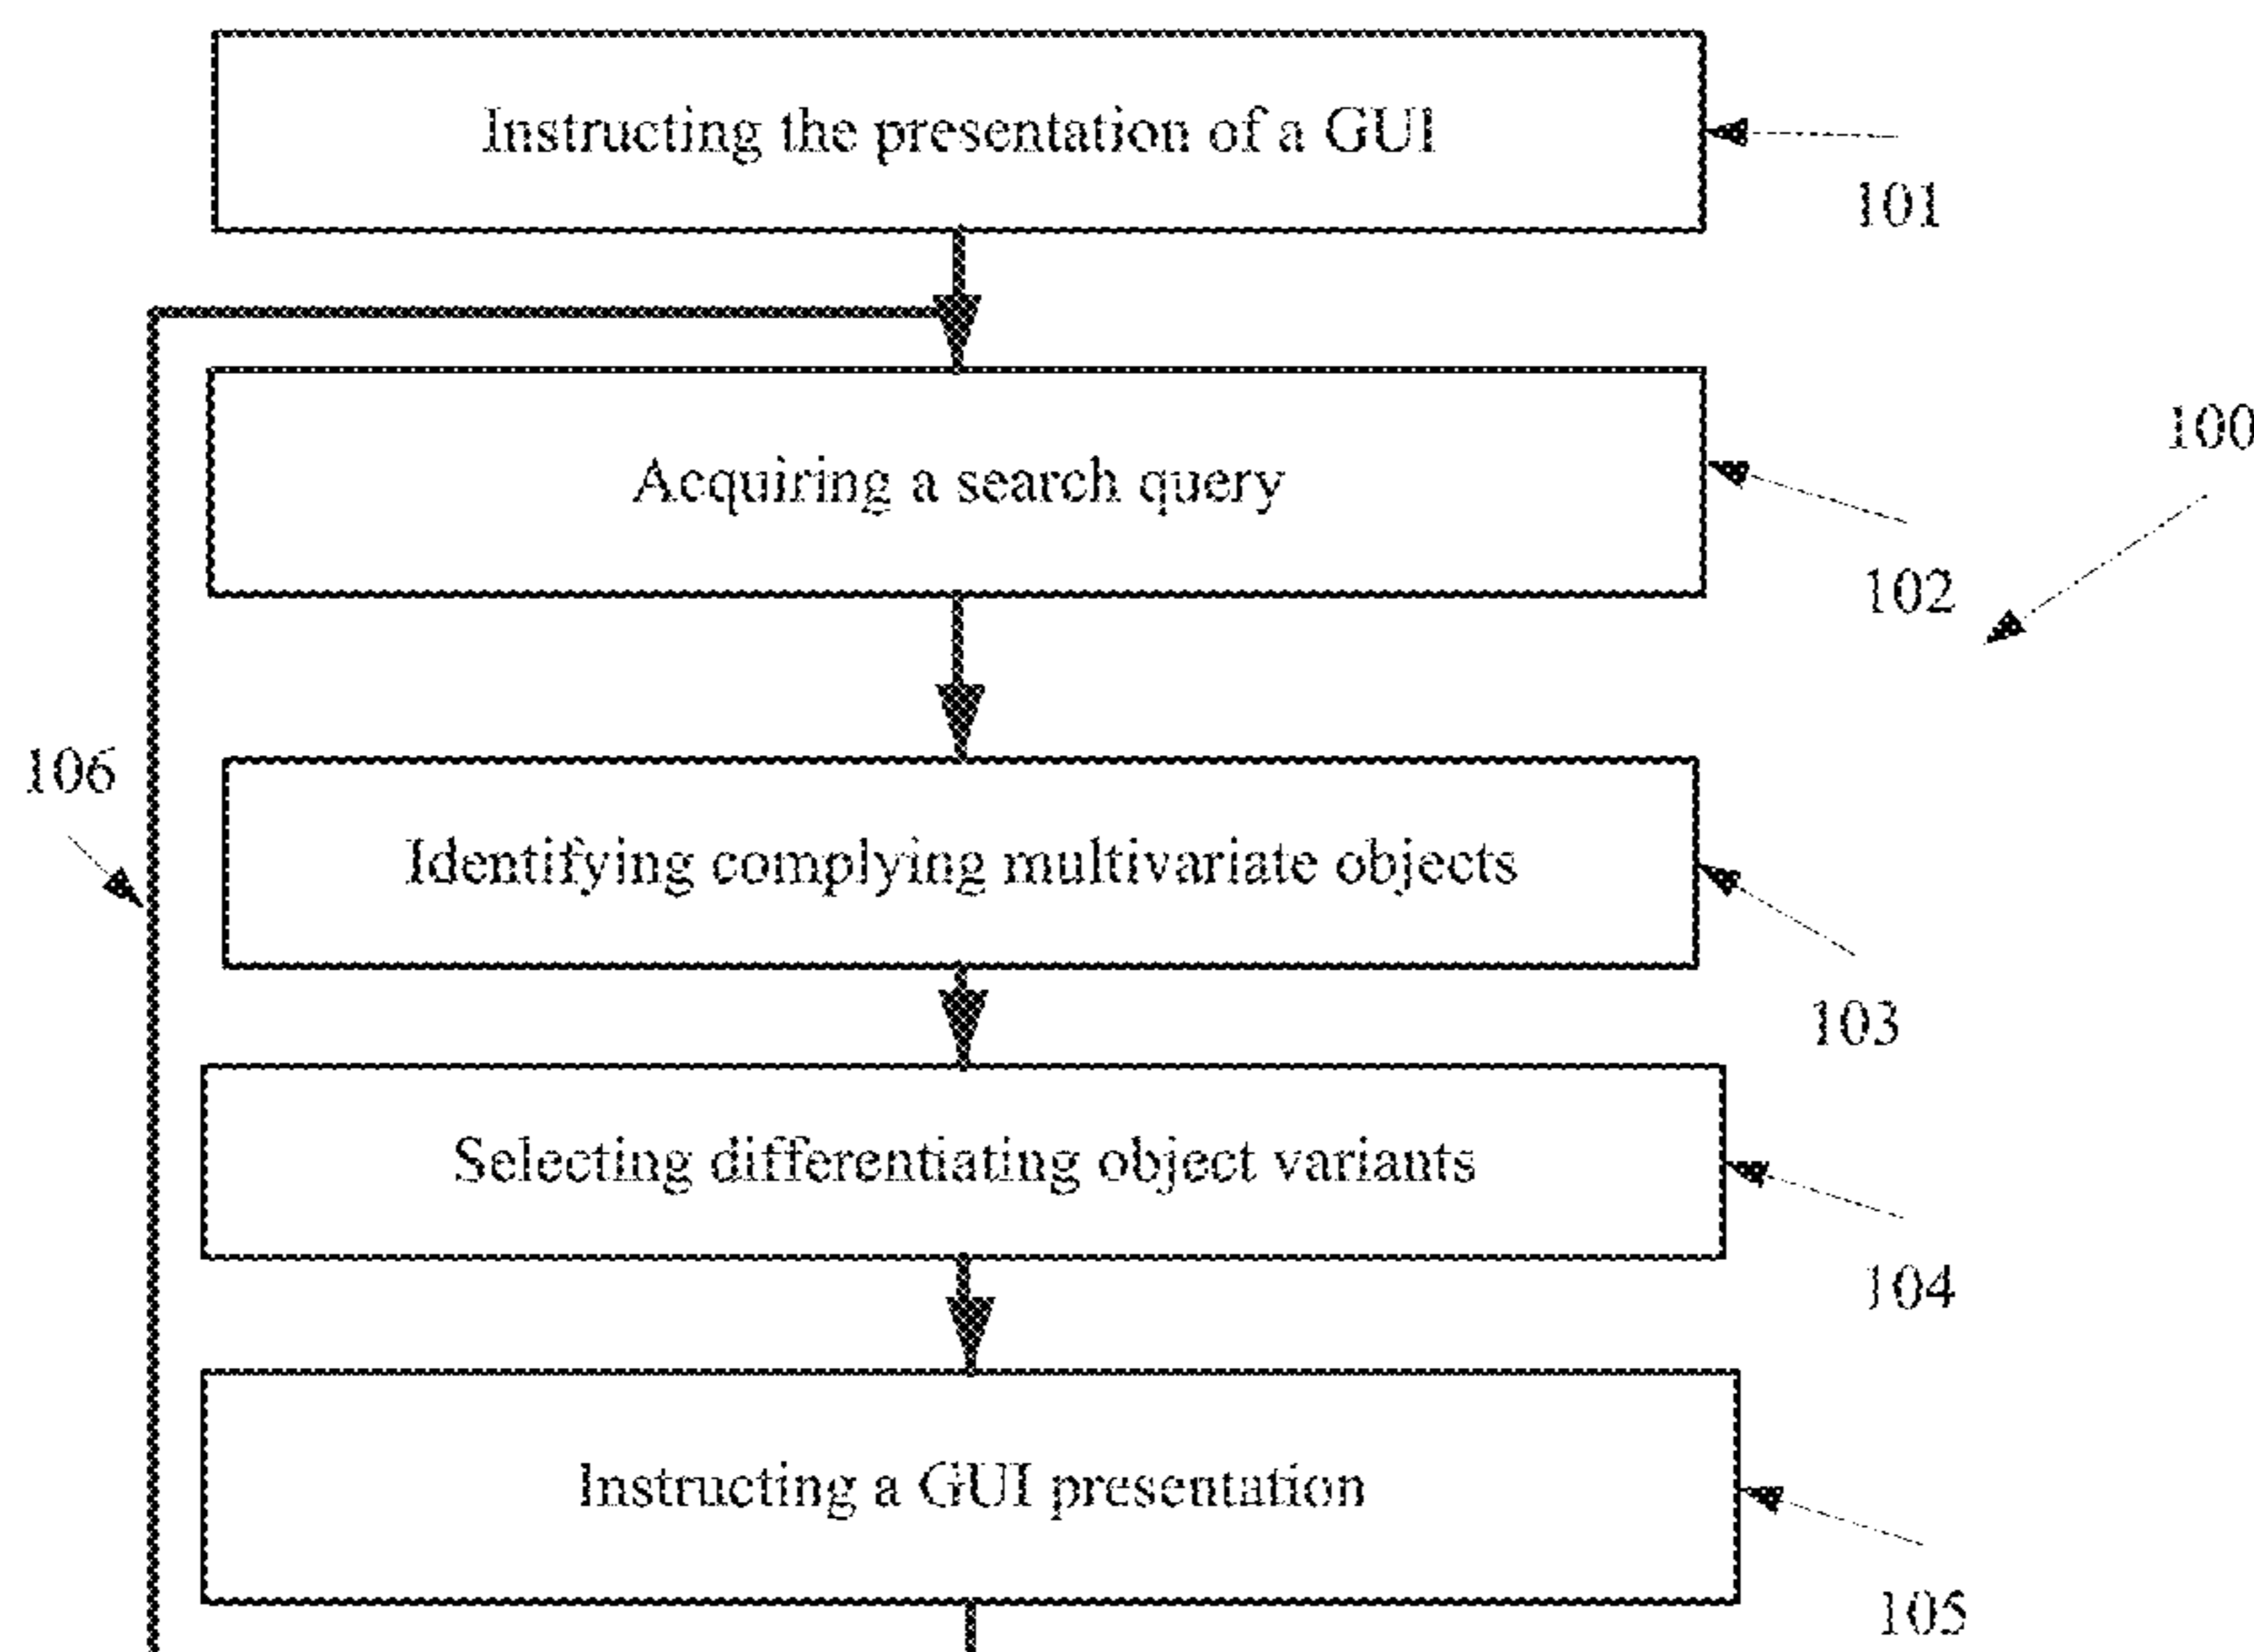 Instructing the presentation of a GUI
101
Acquiring a search query
100
102
106
Identifying complying multivariate objects
103
Selecting differentiating object variants
104
Instructing a GUI presentation
105